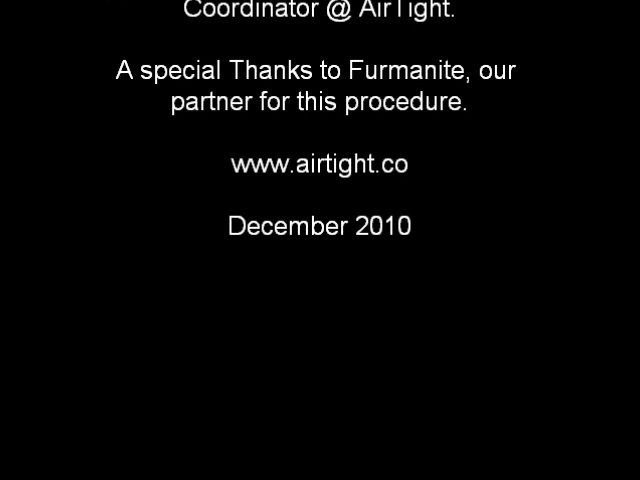 Coordinator @ AirTight.
A special Thanks to Furmanite, our
partner for this procedure.
www.airtight.co
December 2010